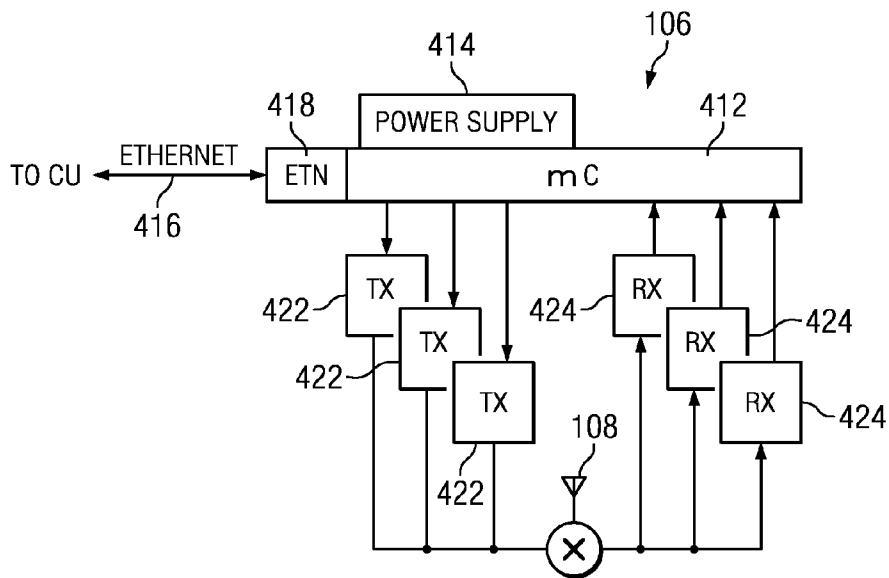 414
106
418
POWER SUPPLY
412
TO CU
ETHERNET
ETN
m C
416
422
TX
RX
424
422
TX
RX
424
TX
RX
424
422
108